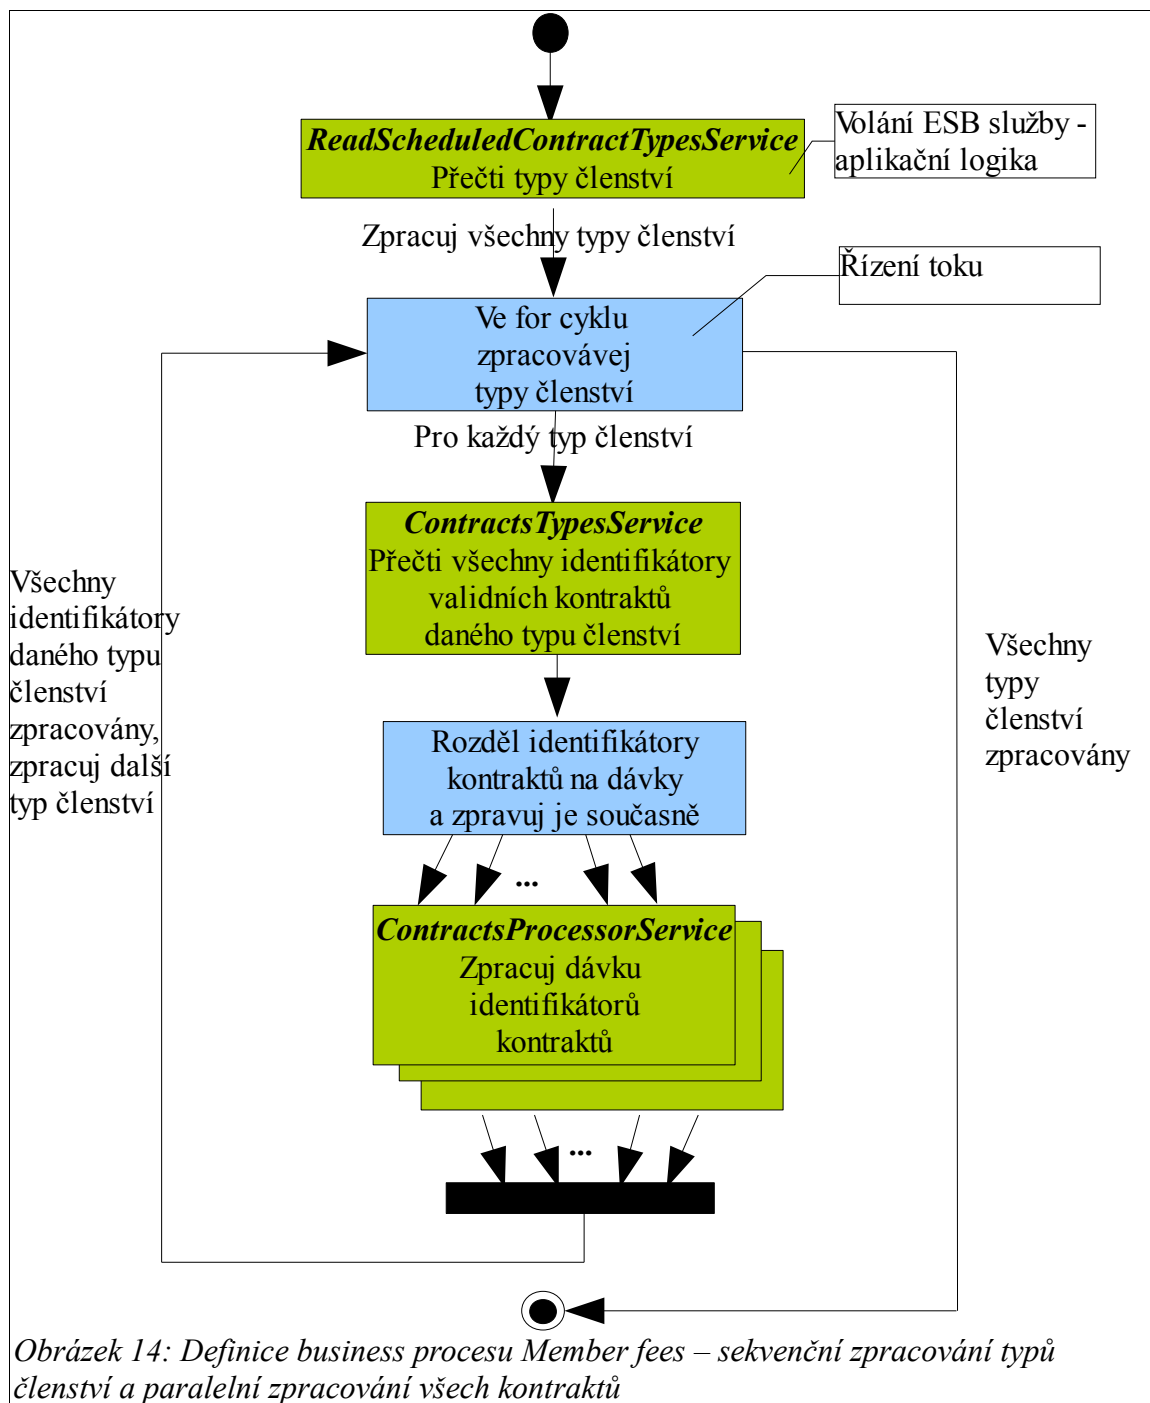 ReadScheduledContractTypesService
Přečti typy členství
Volání ESB služby -
aplikační logika
Zpracuj všechny typy členství
Řízení toku
Ve for cyklu
zpracovávej
typy členství
Pro každý typ členství
ContractsTypesService
Přečti všechny identifikátory
validních kontraktů
daného typu členství
Všechny
identifikátory
daného typu
členství
zpracovány,
zpracuj další
typ členství
Všechny
typy
členství
zpracovány
Rozděl identifikátory
kontraktů na dávky
a zpravuj je současně
...
ContractsProcessorService
Zpracuj dávku
identifikátorů
kontraktů
...
Obrázek 14: Definice business procesu Member fees – sekvenční zpracování typů
členství a paralelní zpracování všech kontraktů